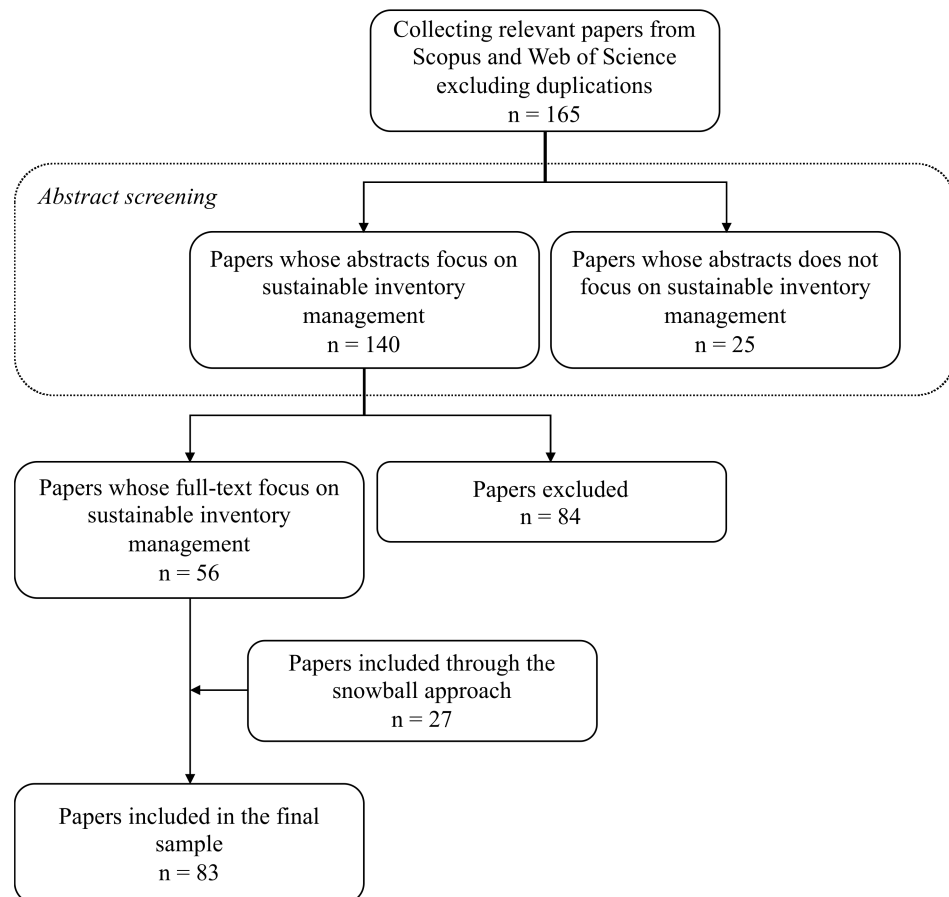 Collecting relevant papers from
Scopus and Web of Science
excluding duplications
n = 165
Abstract screening
Papers whose abstracts focus on
sustainable inventory
management
n = 140
Papers whose abstracts does not
focus on sustainable inventory
management
n = 25
Papers whose full-text focus on
sustainable inventory
management
n = 56
Papers excluded
n = 84
Papers included through the
snowball approach
n = 27
Papers included in the final
sample
n = 83